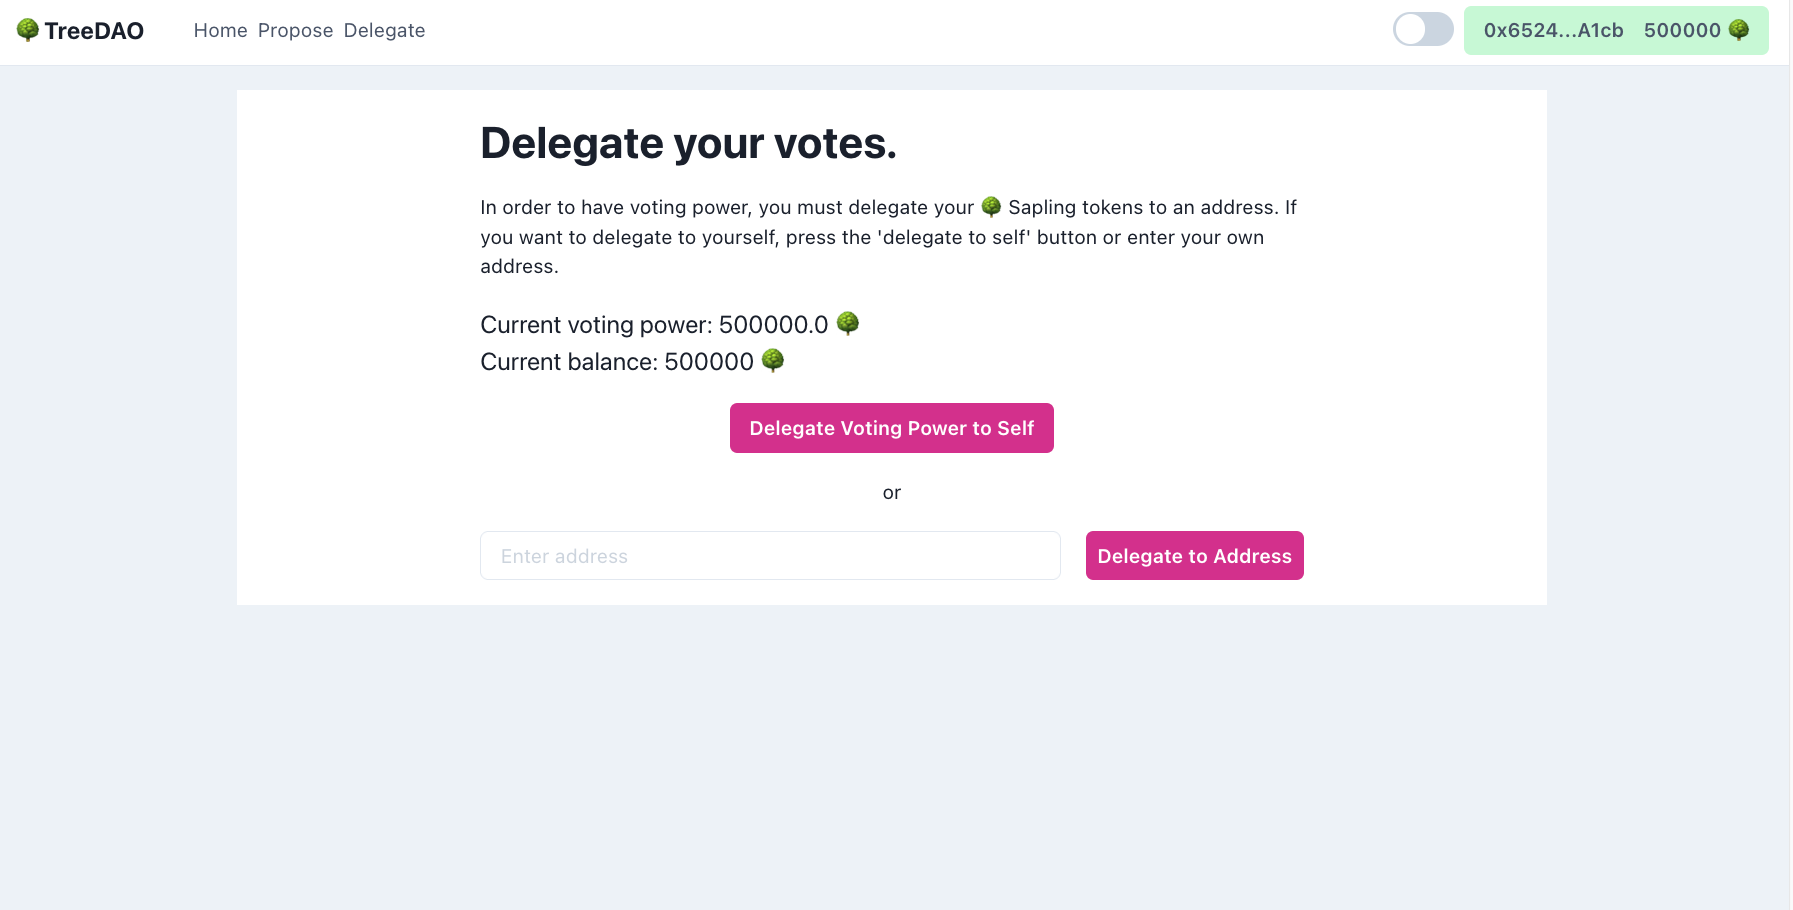 🌳 TreeDAO Home Propose Delegate 0x6524...A1cb 500000 🌳
Delegate your votes.
In order to have voting power, you must delegate your 🌳 Sapling tokens to an address. If
you want to delegate to yourself, press the 'delegate to self' button or enter your own
address.
Current voting power: 500000.0 🌳
Current balance: 500000 🌳
Delegate Voting Power to Self
or
Enter address Delegate to Address